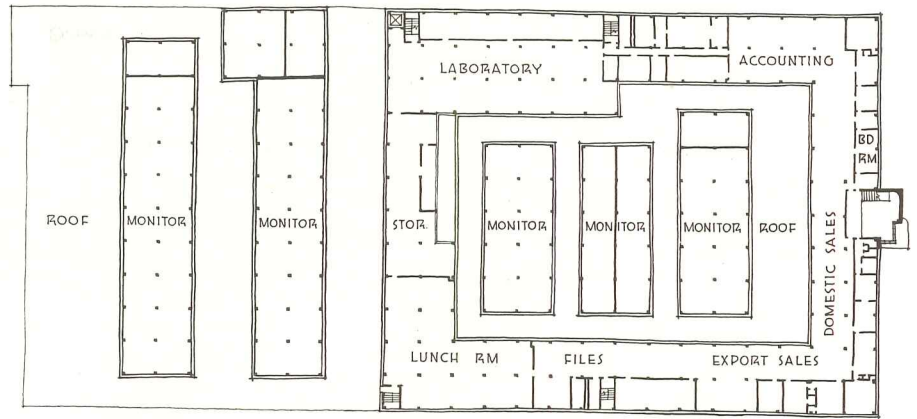 LABORATORY
ACCOUNTING
BD
RM
ROOF
MONITOR
MONITOR
STOR.
MONITOR
MONITOR
MONITOR
ROOF
DOMESTIC SALES
LUNCH RM
FILES
EXPORT SALES